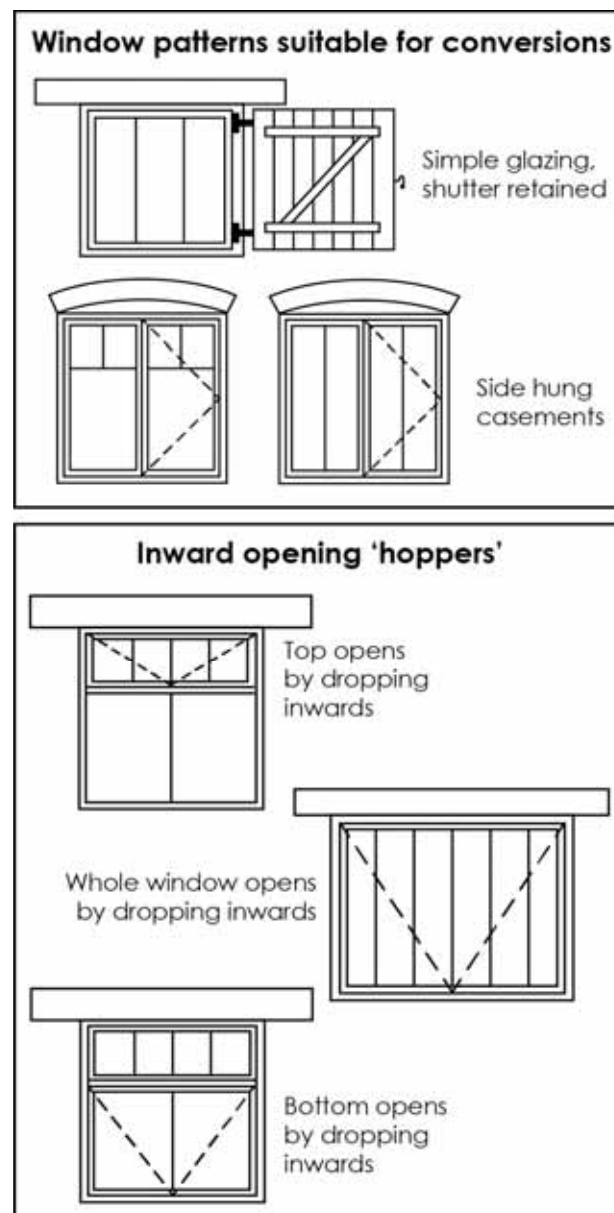 Window patterns suitable for conversions
Simple glazing,
shutter retained
Side hung
casements
Inward opening ‘hoppers’
Top opens
by dropping
inwards
Whole window opens
by dropping inwards
Bottom opens
by dropping
inwards